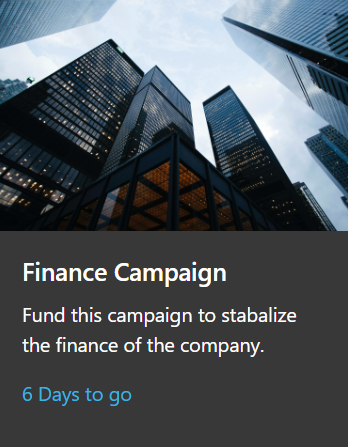 Finance Campaign
Fund this campaign to stabalize
the finance of the company.
6 Days to go